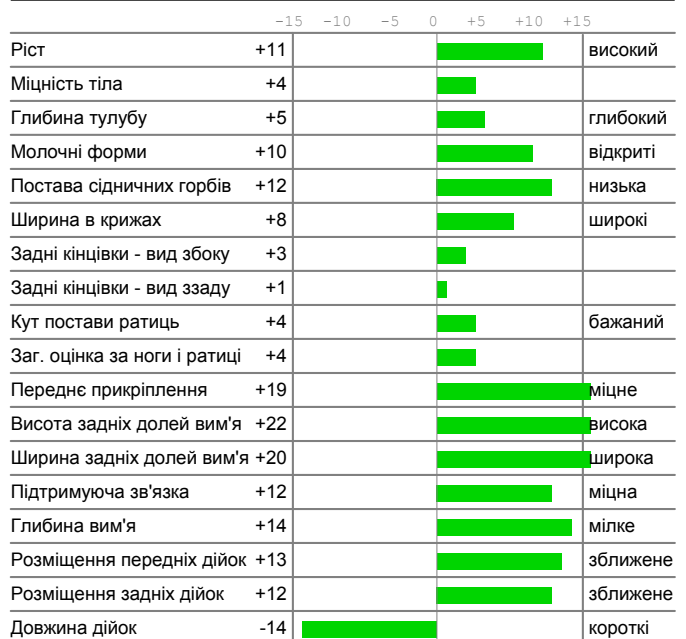 -15 -10 -5 0 +5 +10 +15
Ріст +11 високий
Міцність тіла +4
Глибина тулубу +5 глибокий
Молочні форми +10 відкриті
Постава сідничних горбів +12 низька
Ширина в крижах +8 широкі
Задні кінцівки - вид збоку +3
Задні кінцівки - вид ззаду +1
Кут постави ратиць +4 бажаний
Заг. оцінка за ноги і ратиці +4
Переднє прикріплення +19 міцне
Висота задніх долей вим'я +22 висока
Ширина задніх долей вим'я +20 широка
Підтримуюча зв'язка +12 міцна
Глибина вим'я +14 мілке
Розміщення передніх дійок +13 зближене
Розміщення задніх дійок +12 зближене
Довжина дійок -14 короткі